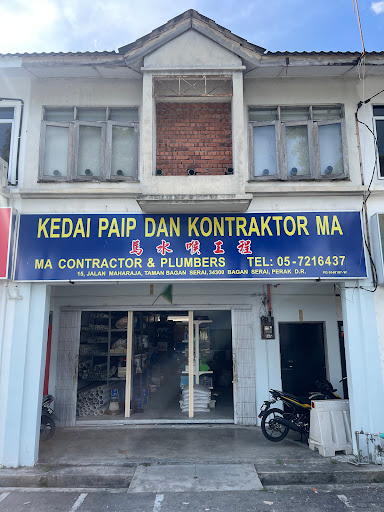 KEDAI PAIP DAN KONTRAKTOR MA
馬水喉工程
MA CONTRACTOR & PLUMBERS TEL: 05-7216437
15, JALAN MAHARAJA, TAMAN BAGAN SERAI, 34300 BAGAN SERAI, PERAK D.R.